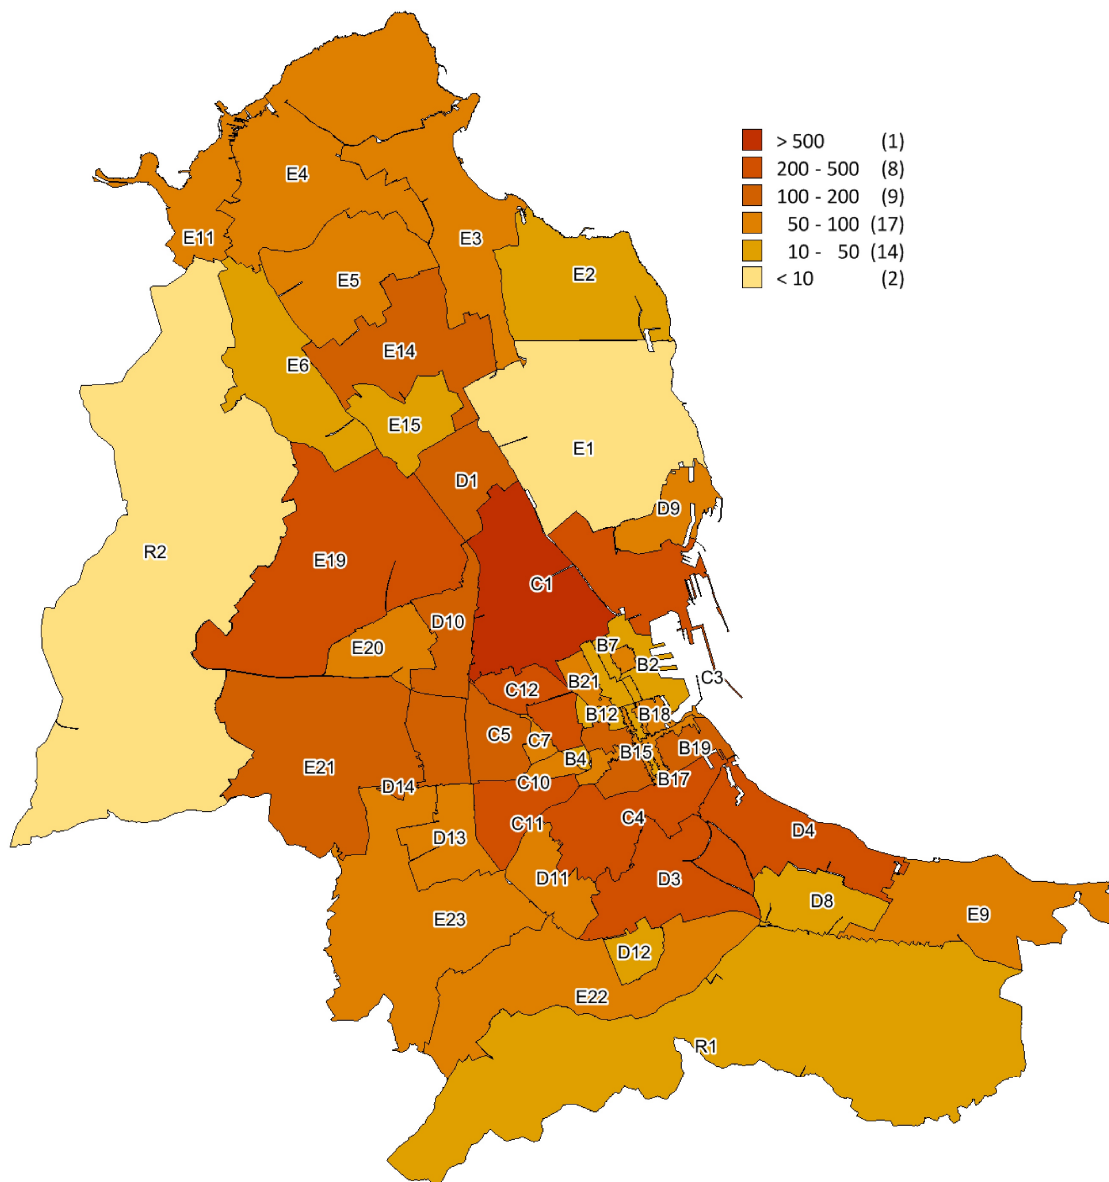 > 500 (1)
200 - 500 (8)
100 - 200 (9)
50 - 100 (17)
10 - 50 (14)
< 10 (2)
E4
E11
E3
E2
E5
E14
E6
E15
E1
D1
D9
R2
E19
C1
D10
E20
B7
B2
C3
C12
B21
B12
B18
C5
C7
B15
B19
B4
E21
D14
C10
B17
C11
C4
D4
D13
D11
D3
D8
E9
E23
D12
E22
R1